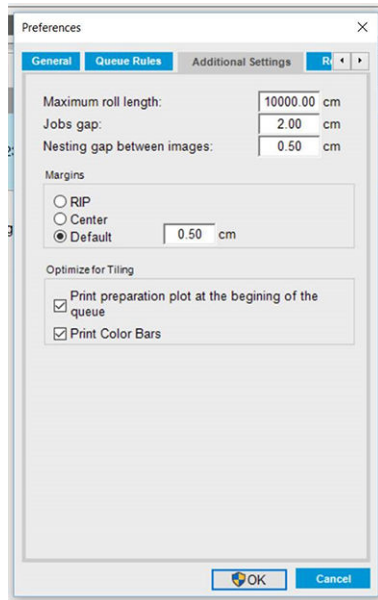 Preferences
General Queue Rules Additional Settings R
Maximum roll length: 10000.00 cm
Jobs gap: 2.00 cm
Nesting gap between images: 0.50 cm
Margins
RIP
Center
Default 0.50 cm
Optimize for Tiling
Print preparation plot at the begining of the
queue
Print Color Bars
OK Cancel